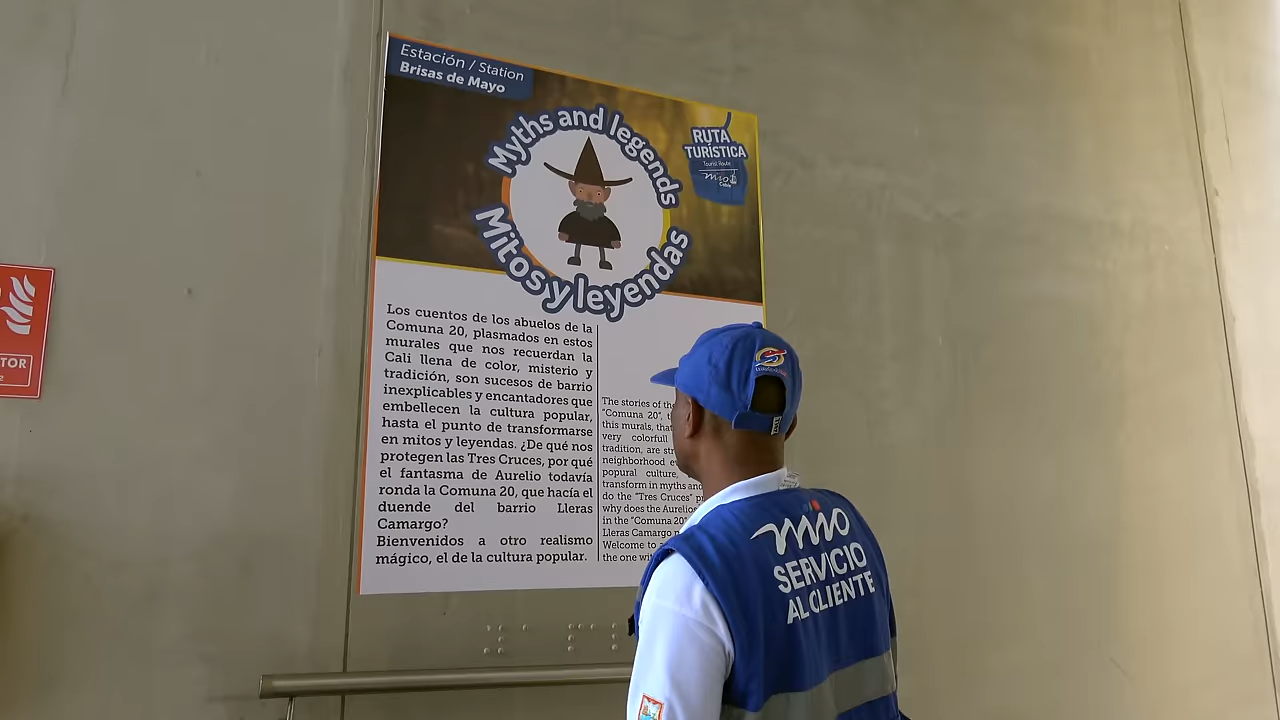 Estación / Station
Brisas de Mayo
Myths and legends
Mitos y leyendas
RUTA
TURÍSTICA
Tourist Route
mio
Cable
Los cuentos de los abuelos de la
Comuna 20, plasmados en estos
murales que nos recuerdan la
Cali llena de color, misterio y
tradición, son sucesos de barrio
inexplicables y encantadores que
embellecen la cultura popular,
hasta el punto de transformarse
en mitos y leyendas. ¿De qué nos
protegen las Tres Cruces, por qué
el fantasma de Aurelio todavía
ronda la Comuna 20, que hacía el
duende del barrio Lleras
Camargo?
Bienvenidos a otro realismo
mágico, el de la cultura popular.
The stories of the
"Comuna 20",
this murals, that
very colorfull
tradition, are
neighborhood
popural culture,
transform in myths and
do the "Tres Cruces"
why does the Aurelios
in the "Comuna 20"
Lleras Camargo
Welcome to
the one
TOR
mio
SERVICIO
AL CLIENTE